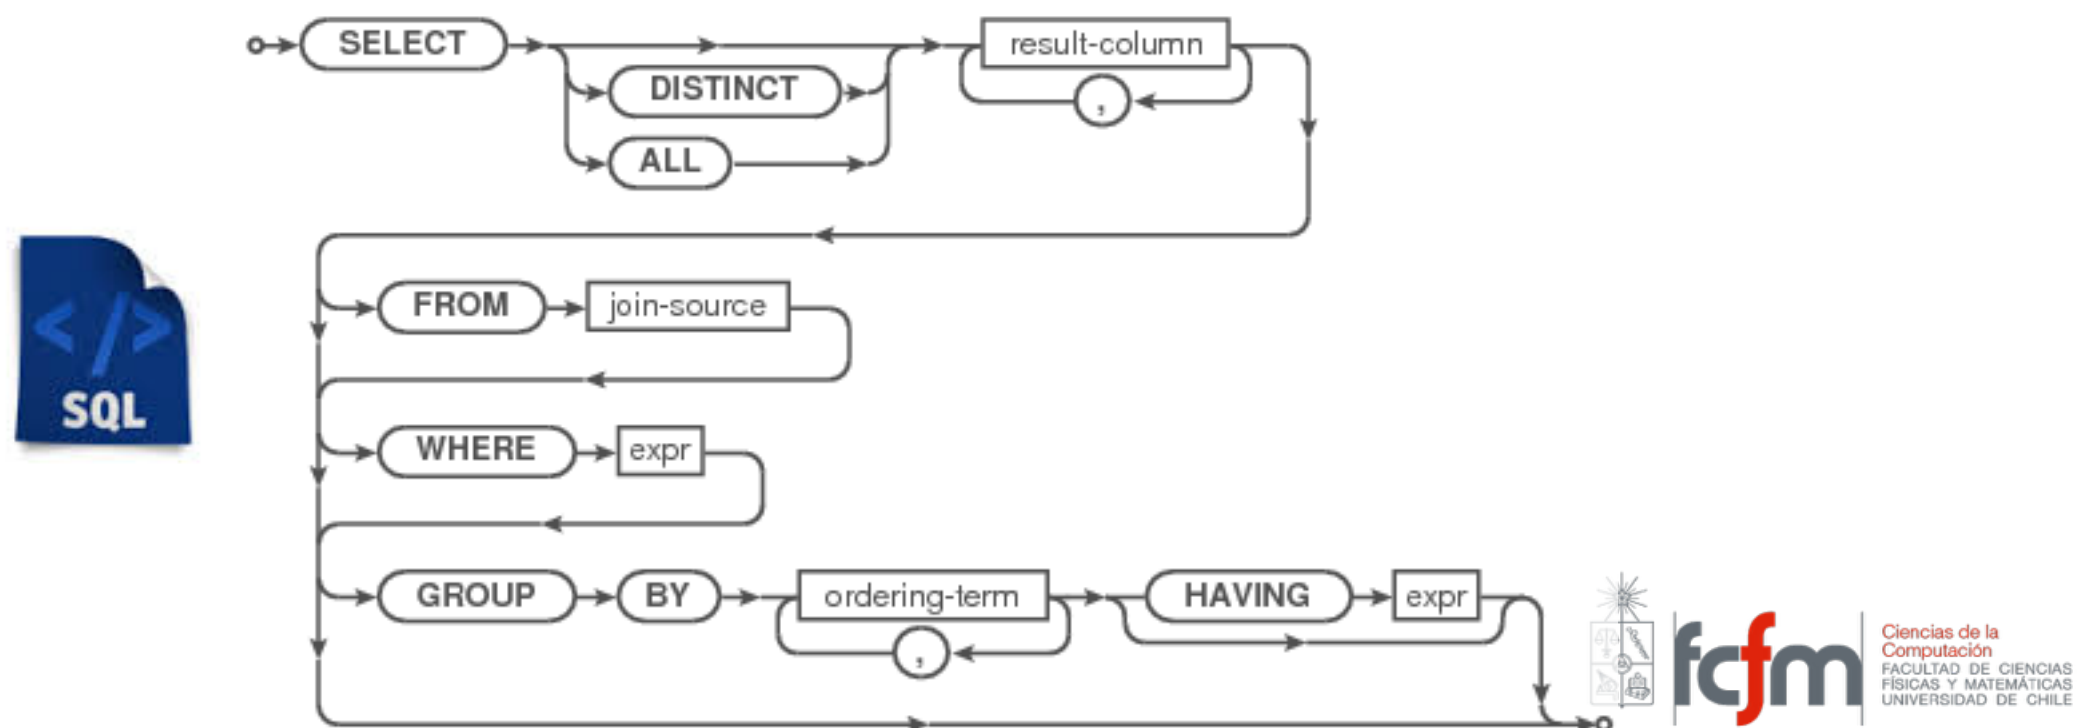 SELECT
result-column
DISTINCT
,
ALL
FROM
join-source
</>
SQL
WHERE
expr
GROUP BY
ordering-term
HAVING
expr
,
fcfm
Ciencias de la
Computación
FACULTAD DE CIENCIAS
FÍSICAS Y MATEMÁTICAS
UNIVERSIDAD DE CHILE